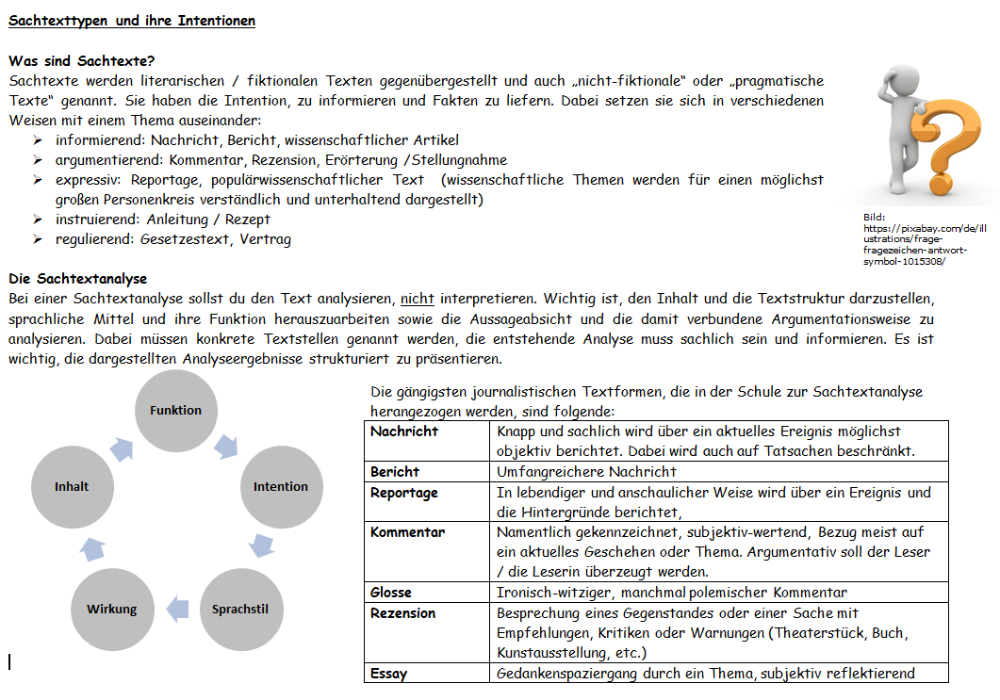 Sachtexttypen und ihre Intentionen
Was sind Sachtexte?
Sachtexte werden literarischen / fiktionalen Texten gegenübergestellt und auch „nicht-fiktionale“ oder „pragmatische
Texte“ genannt. Sie haben die Intention, zu informieren und Fakten zu liefern. Dabei setzen sie sich in verschiedenen
Weisen mit einem Thema auseinander:
➢ informierend: Nachricht, Bericht, wissenschaftlicher Artikel
➢ argumentierend: Kommentar, Rezension, Erörterung /Stellungnahme
➢ expressiv: Reportage, populärwissenschaftlicher Text (wissenschaftliche Themen werden für einen möglichst
großen Personenkreis verständlich und unterhaltend dargestellt)
➢ instruierend: Anleitung / Rezept
➢ regulierend: Gesetzestext, Vertrag
Bild:
https://pixabay.com/de/ill
ustrations/frage-
fragezeichen-antwort-
symbol-1015308/
Die Sachtextanalyse
Bei einer Sachtextanalyse sollst du den Text analysieren, nicht interpretieren. Wichtig ist, den Inhalt und die Textstruktur darzustellen,
sprachliche Mittel und ihre Funktion herauszuarbeiten sowie die Aussageabsicht und die damit verbundene Argumentationsweise zu
analysieren. Dabei müssen konkrete Textstellen genannt werden, die entstehende Analyse muss sachlich sein und informieren. Es ist
wichtig, die dargestellten Analyseergebnisse strukturiert zu präsentieren.
Funktion
Intention
Sprachstil
Wirkung
Inhalt
Die gängigsten journalistischen Textformen, die in der Schule zur Sachtextanalyse
herangezogen werden, sind folgende:
Nachricht Knapp und sachlich wird über ein aktuelles Ereignis möglichst
objektiv berichtet. Dabei wird auch auf Tatsachen beschränkt.
Bericht Umfangreichere Nachricht
Reportage In lebendiger und anschaulicher Weise wird über ein Ereignis und
die Hintergründe berichtet,
Kommentar Namentlich gekennzeichnet, subjektiv-wertend, Bezug meist auf
ein aktuelles Geschehen oder Thema. Argumentativ soll der Leser
/ die Leserin überzeugt werden.
Glosse Ironisch-witziger, manchmal polemischer Kommentar
Rezension Besprechung eines Gegenstandes oder einer Sache mit
Empfehlungen, Kritiken oder Warnungen (Theaterstück, Buch,
Kunstausstellung, etc.)
Essay Gedankenspaziergang durch ein Thema, subjektiv reflektierend